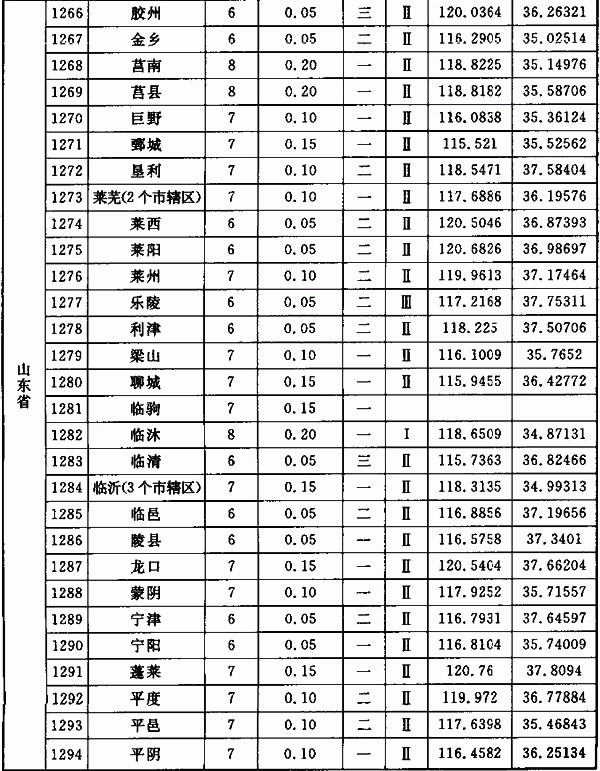 山东省
1266 胶州 6 0.05 三 Ⅱ 120.0364 36.26321
1267 金乡 6 0.05 二 Ⅱ 116.2905 35.02514
1268 莒南 8 0.20 一 Ⅱ 118.8225 35.14976
1269 莒县 8 0.20 一 Ⅱ 118.8182 35.58706
1270 巨野 7 0.10 一 Ⅱ 116.0838 35.36124
1271 鄄城 7 0.15 一 Ⅱ 115.521 35.52562
1272 垦利 7 0.10 二 Ⅱ 118.5471 37.58404
1273 莱芜(2个市辖区) 7 0.10 一 Ⅱ 117.6886 36.19576
1274 莱西 6 0.05 二 Ⅱ 120.5046 36.87393
1275 莱阳 6 0.05 二 Ⅱ 120.6826 36.98697
1276 莱州 7 0.10 二 Ⅱ 119.9613 37.17464
1277 乐陵 6 0.05 二 Ⅲ 117.2168 37.75311
1278 利津 6 0.05 二 Ⅱ 118.225 37.50706
1279 梁山 7 0.10 一 Ⅱ 116.1009 35.7652
1280 聊城 7 0.15 一 Ⅱ 115.9455 36.42772
1281 临朐 7 0.15 一
1282 临沭 8 0.20 一 Ⅰ 118.6509 34.87131
1283 临清 6 0.05 三 Ⅱ 115.7363 36.82466
1284 临沂(3个市辖区) 7 0.15 一 Ⅱ 118.3135 34.99313
1285 临邑 6 0.05 二 Ⅱ 116.8856 37.19656
1286 陵县 6 0.05 一 Ⅱ 116.5758 37.3401
1287 龙口 7 0.15 一 Ⅱ 120.5404 37.66204
1288 蒙阴 7 0.10 一 Ⅱ 117.9252 35.71557
1289 宁津 6 0.05 二 Ⅱ 116.7931 37.64597
1290 宁阳 6 0.05 一 Ⅱ 116.8104 35.74009
1291 蓬莱 7 0.15 一 Ⅱ 120.76 37.8094
1292 平度 7 0.10 二 Ⅱ 119.972 36.77884
1293 平邑 7 0.10 二 Ⅱ 117.6398 35.46843
1294 平阴 7 0.10 一 Ⅱ 116.4582 36.25134